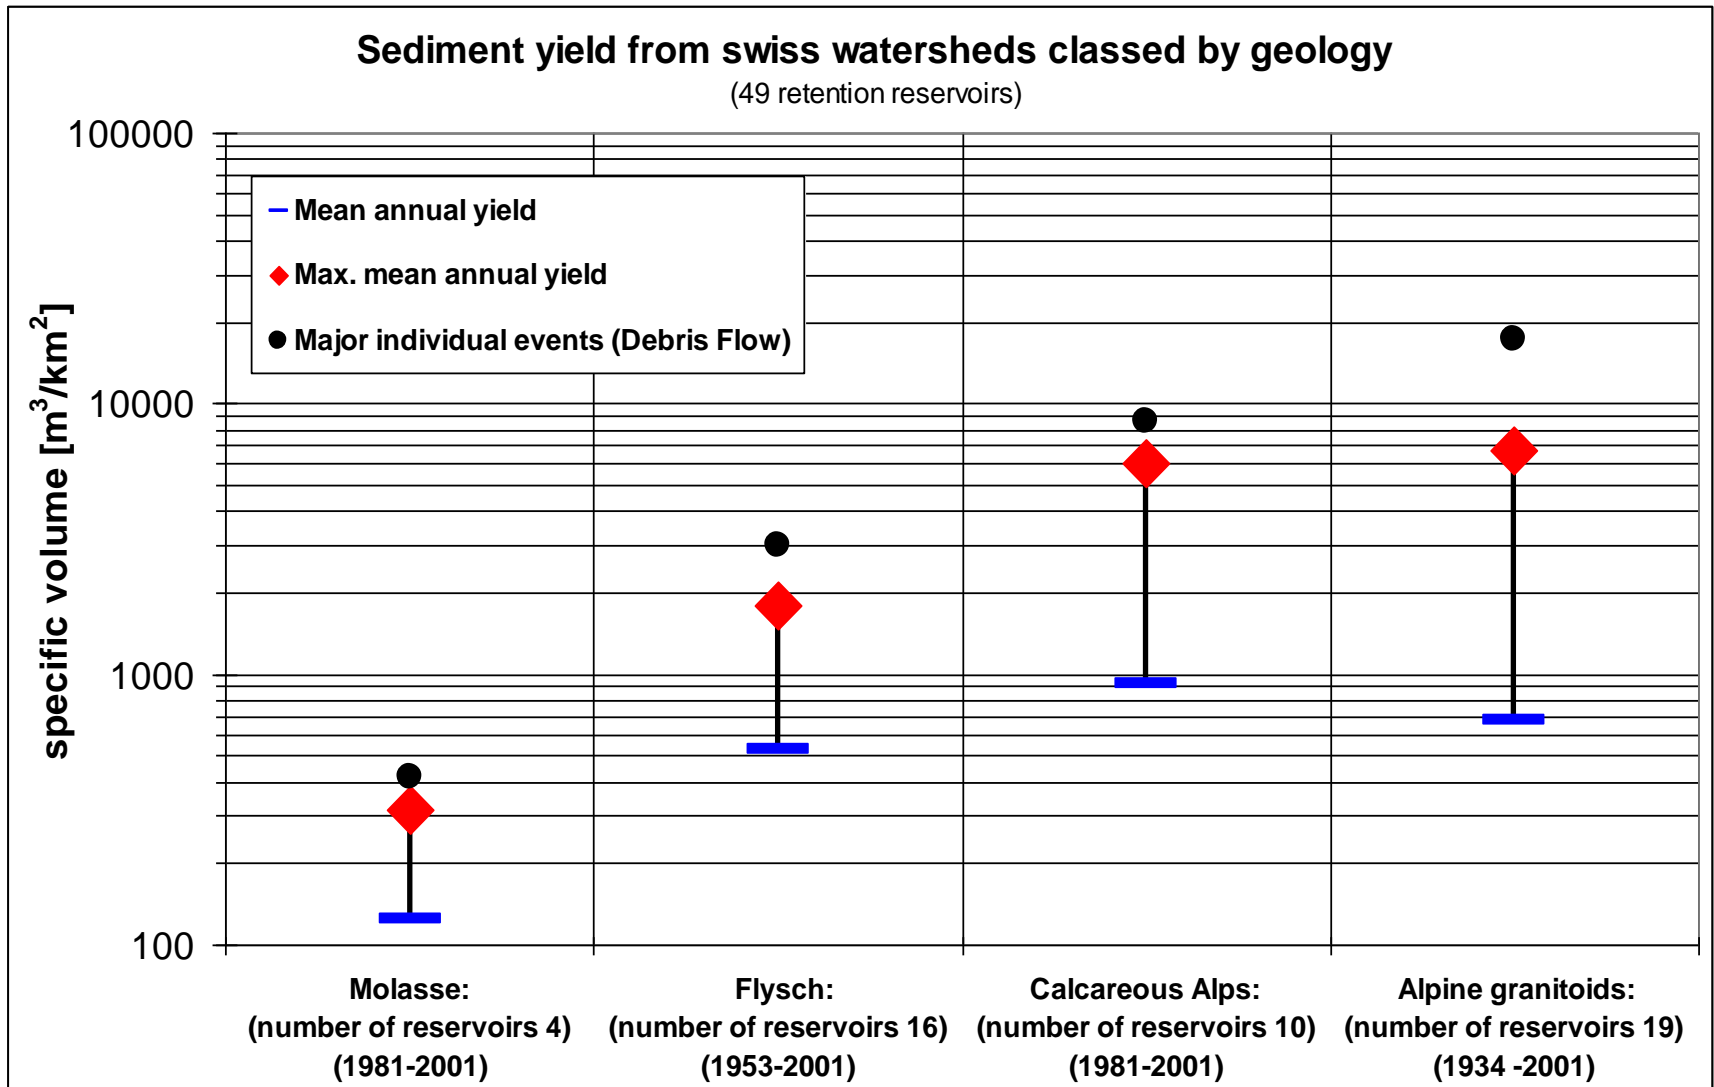 Sediment yield from swiss watersheds classed by geology
(49 retention reservoirs)
100000
10000
1000
100
specific volume [m³/km²]
Mean annual yield
Max. mean annual yield
Major individual events (Debris Flow)
Molasse:
(number of reservoirs 4)
(1981-2001)
Flysch:
(number of reservoirs 16)
(1953-2001)
Calcareous Alps:
(number of reservoirs 10)
(1981-2001)
Alpine granitoids:
(number of reservoirs 19)
(1934 -2001)